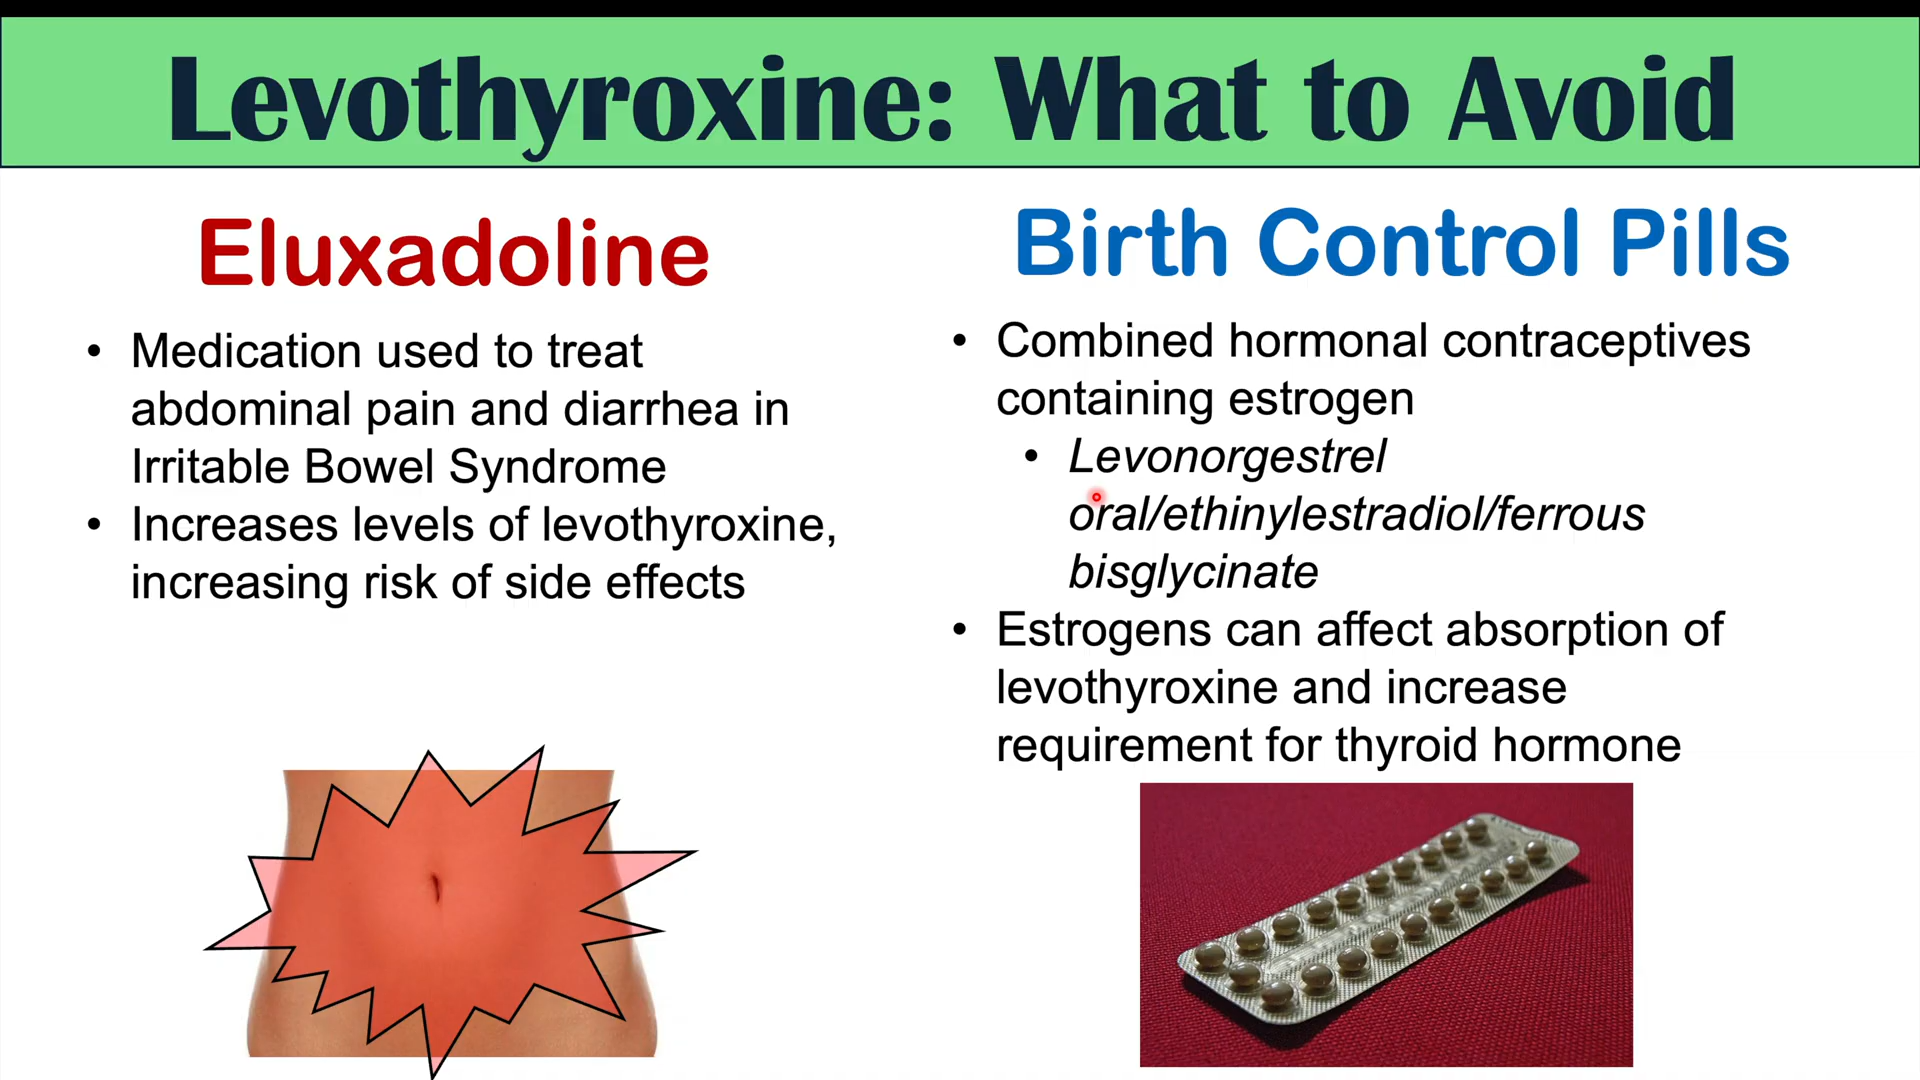 Levothyroxine: What to Avoid
Eluxadoline
• Medication used to treat
abdominal pain and diarrhea in
Irritable Bowel Syndrome
• Increases levels of levothyroxine,
increasing risk of side effects
Birth Control Pills
• Combined hormonal contraceptives
containing estrogen
• Levonorgestrel
oral/ethinylestradiol/ferrous
bisglycinate
• Estrogens can affect absorption of
levothyroxine and increase
requirement for thyroid hormone